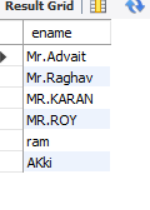 Result Grid
ename
Mr.Advait
Mr.Raghav
MR.KARAN
MR.ROY
ram
AKki